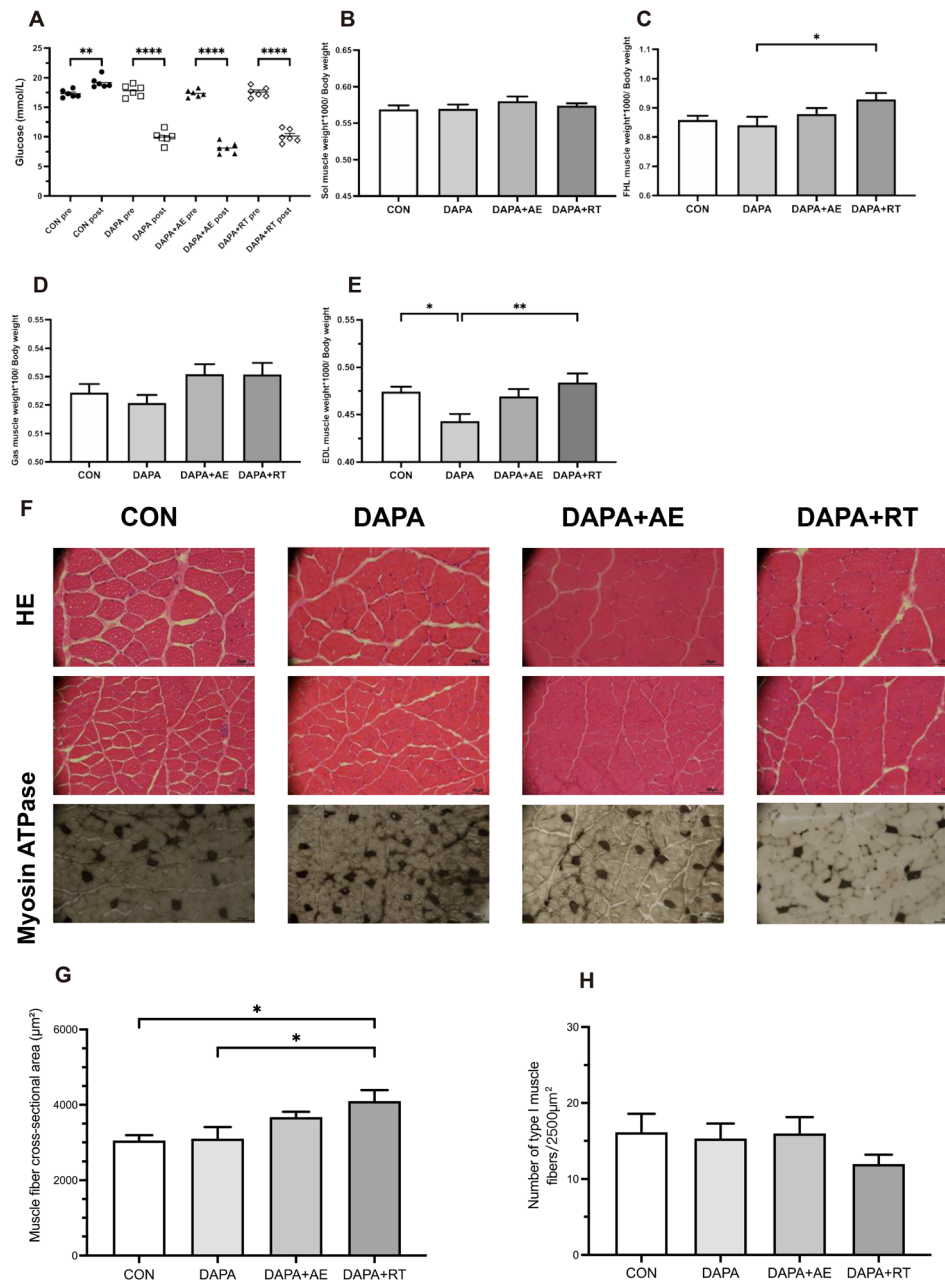 A
** **** **** ****
Glucose (mmol/L)
25
20
15
10
5
0
CON pre
CON post
DAPA pre
DAPA post
DAPA+AE pre
DAPA+AE post
DAPA+RT pre
DAPA+RT post
B
Sol muscle weight*1000/ Body weight
0.65
0.60
0.55
0.50
0.45
CON DAPA DAPA+AE DAPA+RT
C
*
FHL muscle weight*1000/ Body weight
1.1
1.0
0.9
0.8
0.7
0.6
CON DAPA DAPA+AE DAPA+RT
D
Gas muscle weight*100/ Body weight
0.55
0.54
0.53
0.52
0.51
0.50
CON DAPA DAPA+AE DAPA+RT
E
* **
EDL muscle weight*1000/ Body weight
0.55
0.50
0.45
0.40
CON DAPA DAPA+AE DAPA+RT
F
CON DAPA DAPA+AE DAPA+RT
HE
Myosin ATPase
G
*
*
Muscle fiber cross-sectional area (μm²)
6000
4000
2000
0
CON DAPA DAPA+AE DAPA+RT
H
Number of type I muscle
fibers/2500μm²
30
20
10
0
CON DAPA DAPA+AE DAPA+RT